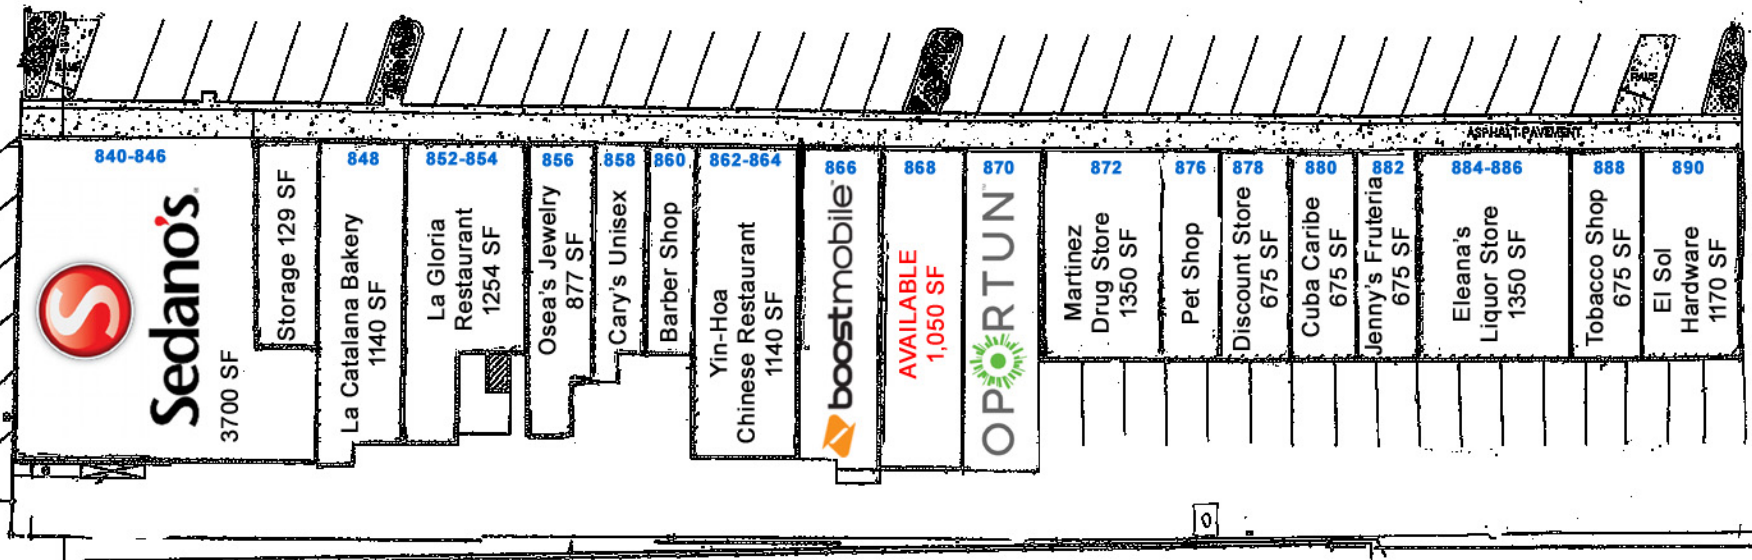 ASPHALT PAVEMENT
840-846
S
Sedano's
3700 SF
Storage 129 SF
848
La Catalana Bakery
1140 SF
852-854
La Gloria
Restaurant
1254 SF
856
Osea's Jewelry
877 SF
858
Cary's Unisex
860
Barber Shop
862-864
Yin-Hoa
Chinese Restaurant
1140 SF
866
boostmobile
868
AVAILABLE
1,050 SF
870
OPORTUN™
872
Martinez
Drug Store
1350 SF
876
Pet Shop
878
Discount Store
675 SF
880
Cuba Caribe
675 SF
882
Jenny's Fruteria
675 SF
884-886
Eleana's
Liquor Store
1350 SF
888
Tobacco Shop
675 SF
890
El Sol
Hardware
1170 SF